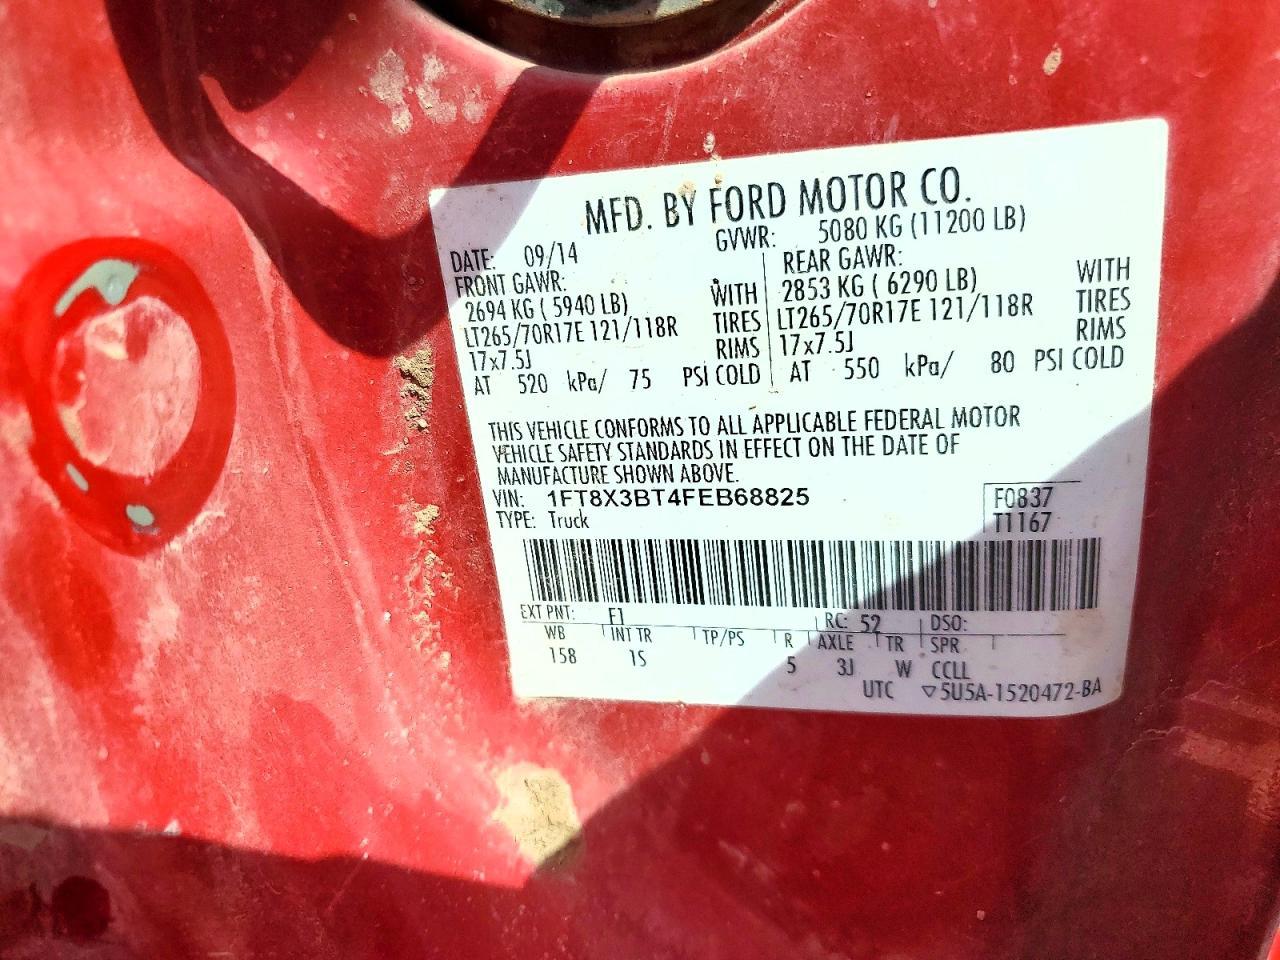 MFD. BY FORD MOTOR CO.
DATE: 09/14 GVWR: 5080 KG (11200 LB)
FRONT GAWR: REAR GAWR:
2694 KG ( 5940 LB) WITH 2853 KG ( 6290 LB) WITH
LT265/70R17E 121/118R TIRES LT265/70R17E 121/118R TIRES
17x7.5J RIMS 17x7.5J RIMS
AT 520 kPa/ 75 PSI COLD AT 550 kPa/ 80 PSI COLD
THIS VEHICLE CONFORMS TO ALL APPLICABLE FEDERAL MOTOR
VEHICLE SAFETY STANDARDS IN EFFECT ON THE DATE OF
MANUFACTURE SHOWN ABOVE.
VIN: 1FT8X3BT4FEB68825 F0837
TYPE: Truck T1167
EXT PNT: F1 RC: 52 DSO:
WB INT TR TP/PS R AXLE TR SPR
158 1S 5 3J W CCLL
UTC ▽5U5A-1520472-BA